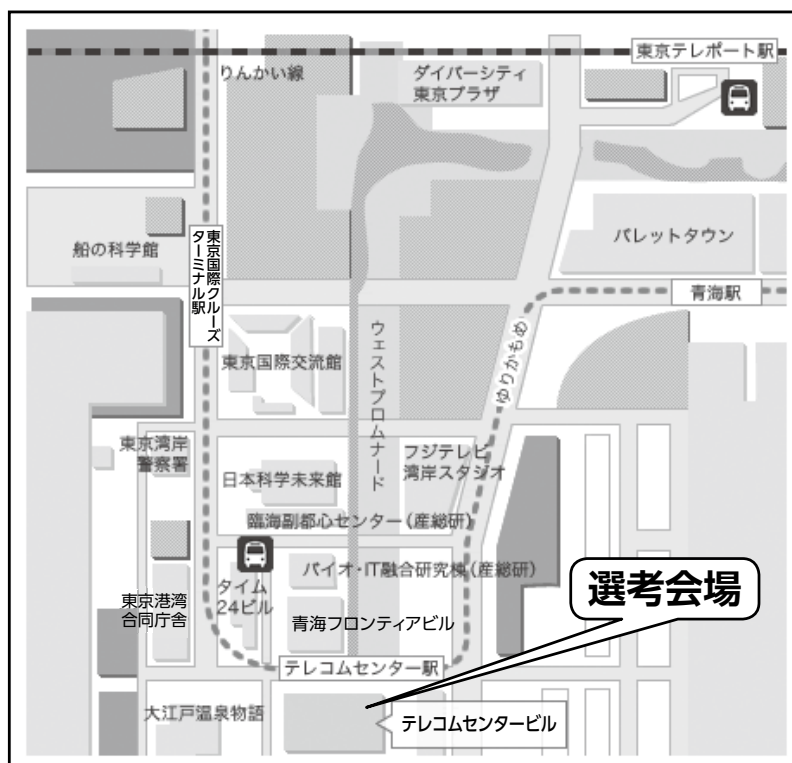 東京テレポート駅
りんかい線
ダイバーシティ
東京プラザ
船の科学館
東京国際クルーズ
ターミナル駅
パレットタウン
青海駅
東京国際交流館
ウェストプロムナード
ゆりかもめ
東京湾岸
警察署
日本科学未来館
フジテレビ
湾岸スタジオ
臨海副都心センター(産総研)
タイム
24ビル
バイオ・IT融合研究棟(産総研)
選考会場
東京港湾
合同庁舎
青海フロンティアビル
テレコムセンター駅
大江戸温泉物語
テレコムセンタービル